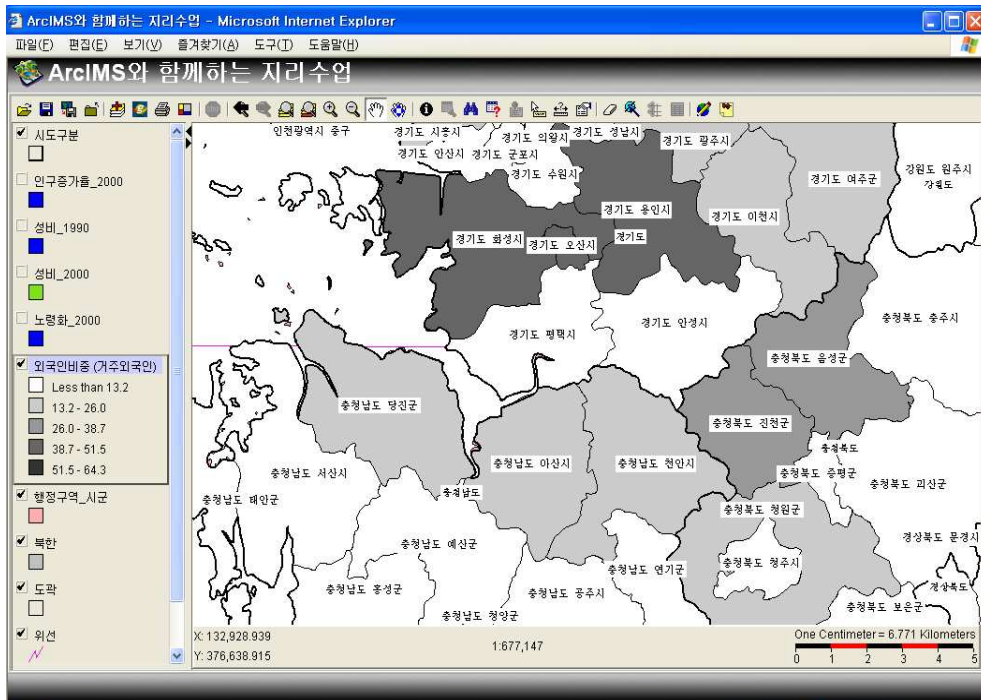 ArcIMS와 함께하는 지리수업 - Microsoft Internet Explorer
파일(F) 편집(E) 보기(V) 즐겨찾기(A) 도구(T) 도움말(H)
ArcIMS와 함께하는 지리수업
시도구분
인구증가율_2000
성비_1990
성비_2000
노령화_2000
외국인비중 (거주외국인)
Less than 13.2
13.2 - 26.0
26.0 - 38.7
38.7 - 51.5
51.5 - 64.3
행정구역_시군
북한
도곽
위선
인천광역시 중구
경기도 시흥시
경기도 의왕시
경기도 성남시
경기도 광주시
경기도 안산시
경기도 군포시
경기도 수원시
경기도 여주군
강원도 원주시
강원도
경기도 용인시
경기도 이천시
경기도 화성시
경기도 오산시
경기도
경기도 평택시
경기도 안성시
충청북도 충주시
충청북도 음성군
충청남도 당진군
충청북도 진천군
충청북도
충청남도 서산시
충청남도 아산시
충청남도 천안시
충청북도 증평군
충청북도 괴산군
충청남도 태안군
충청남도
충청북도 청원군
충청남도 예산군
경상북도 문경시
충청남도 연기군
충청북도 청주시
충청남도 홍성군
충청남도 공주시
경상북도
충청남도 청양군
충청북도 보은군
X: 132,928.939
Y: 376,638.915
1:677,147
One Centimeter = 6.771 Kilometers
0 1 2 3 4 5